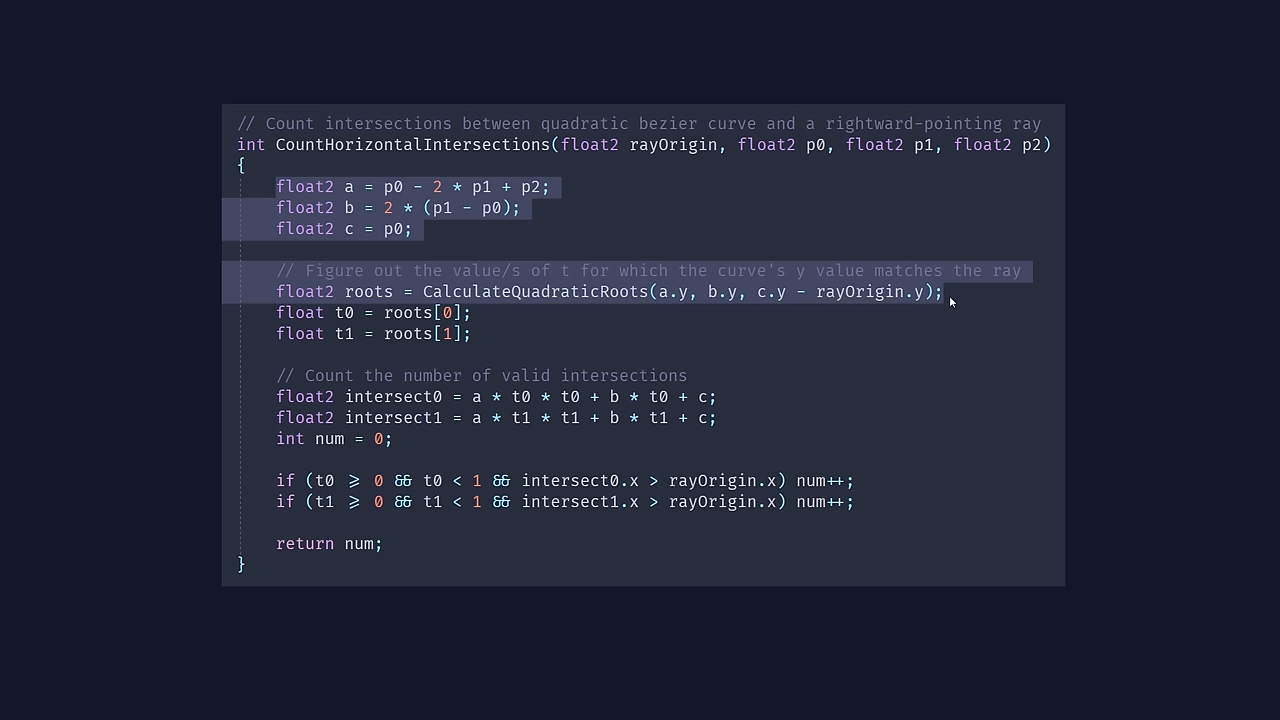 // Count intersections between quadratic bezier curve and a rightward-pointing ray
int CountHorizontalIntersections(float2 rayOrigin, float2 p0, float2 p1, float2 p2)
{
float2 a = p0 - 2 * p1 + p2;
float2 b = 2 * (p1 - p0);
float2 c = p0;
// Figure out the value/s of t for which the curve's y value matches the ray
float2 roots = CalculateQuadraticRoots(a.y, b.y, c.y - rayOrigin.y);
float t0 = roots[0];
float t1 = roots[1];
// Count the number of valid intersections
float2 intersect0 = a * t0 * t0 + b * t0 + c;
float2 intersect1 = a * t1 * t1 + b * t1 + c;
int num = 0;
if (t0 >= 0 && t0 < 1 && intersect0.x > rayOrigin.x) num++;
if (t1 >= 0 && t1 < 1 && intersect1.x > rayOrigin.x) num++;
return num;
}